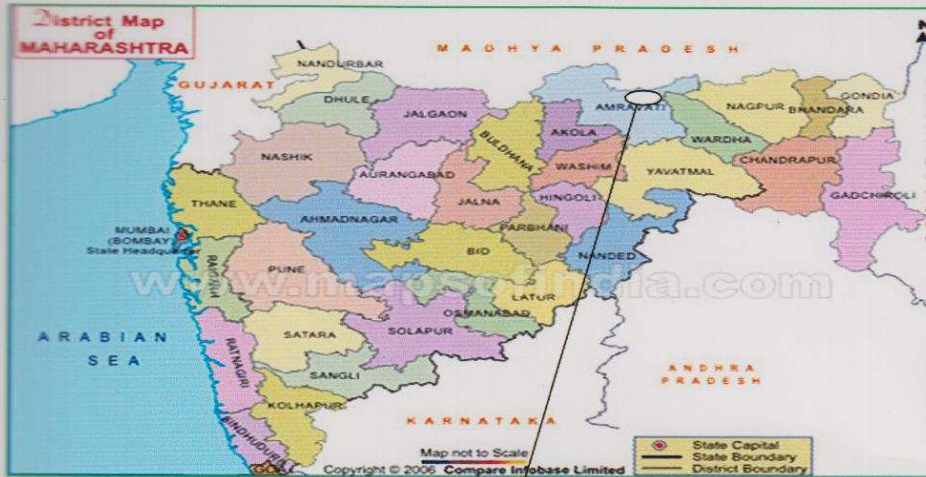 District Map
of
MAHARASHTRA
MADHYA PRADESH
N
GUJARAT
NANDURBAR
DHULE
JALGAON
BULDHANA
AKOLA
AMRAVATI
NAGPUR
BHANDARA
GONDIA
WARDHA
NASHIK
AURANGABAD
JALNA
WASHIM
HINGOLI
YAVATMAL
CHANDRAPUR
GADCHIROLI
THANE
AHMADNAGAR
PARBHANI
MUMBAI
(BOMBAY)
State Headquater
RAIGARH
PUNE
BID
NANDED
www.mapsofindia.com
LATUR
OSMANABAD
ARABIAN
SEA
SATARA
SOLAPUR
RATNAGIRI
SANGLI
ANDHRA
PRADESH
KOLHAPUR
KARNATAKA
SINDHUDURG
Map not to Scale
Copyright © 2006 Compare Infobase Limited
State Capital
State Boundary
District Boundary